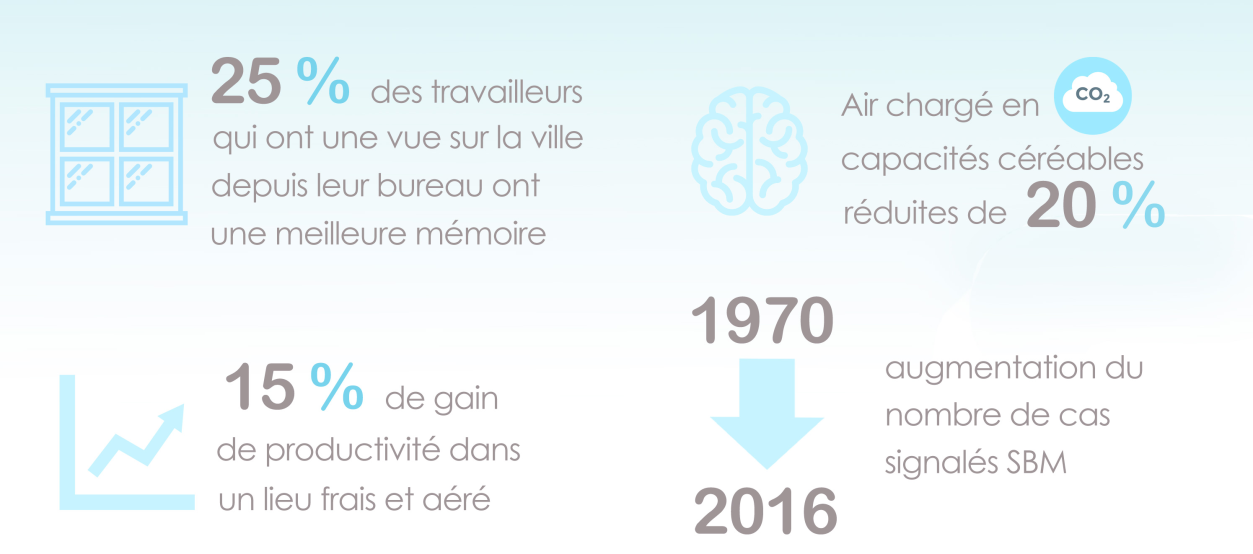 25 % des travailleurs
qui ont une vue sur la ville
depuis leur bureau ont
une meilleure mémoire
Air chargé en CO₂
capacités céréables
réduites de 20 %
15 % de gain
de productivité dans
un lieu frais et aéré
1970
2016
augmentation du
nombre de cas
signalés SBM